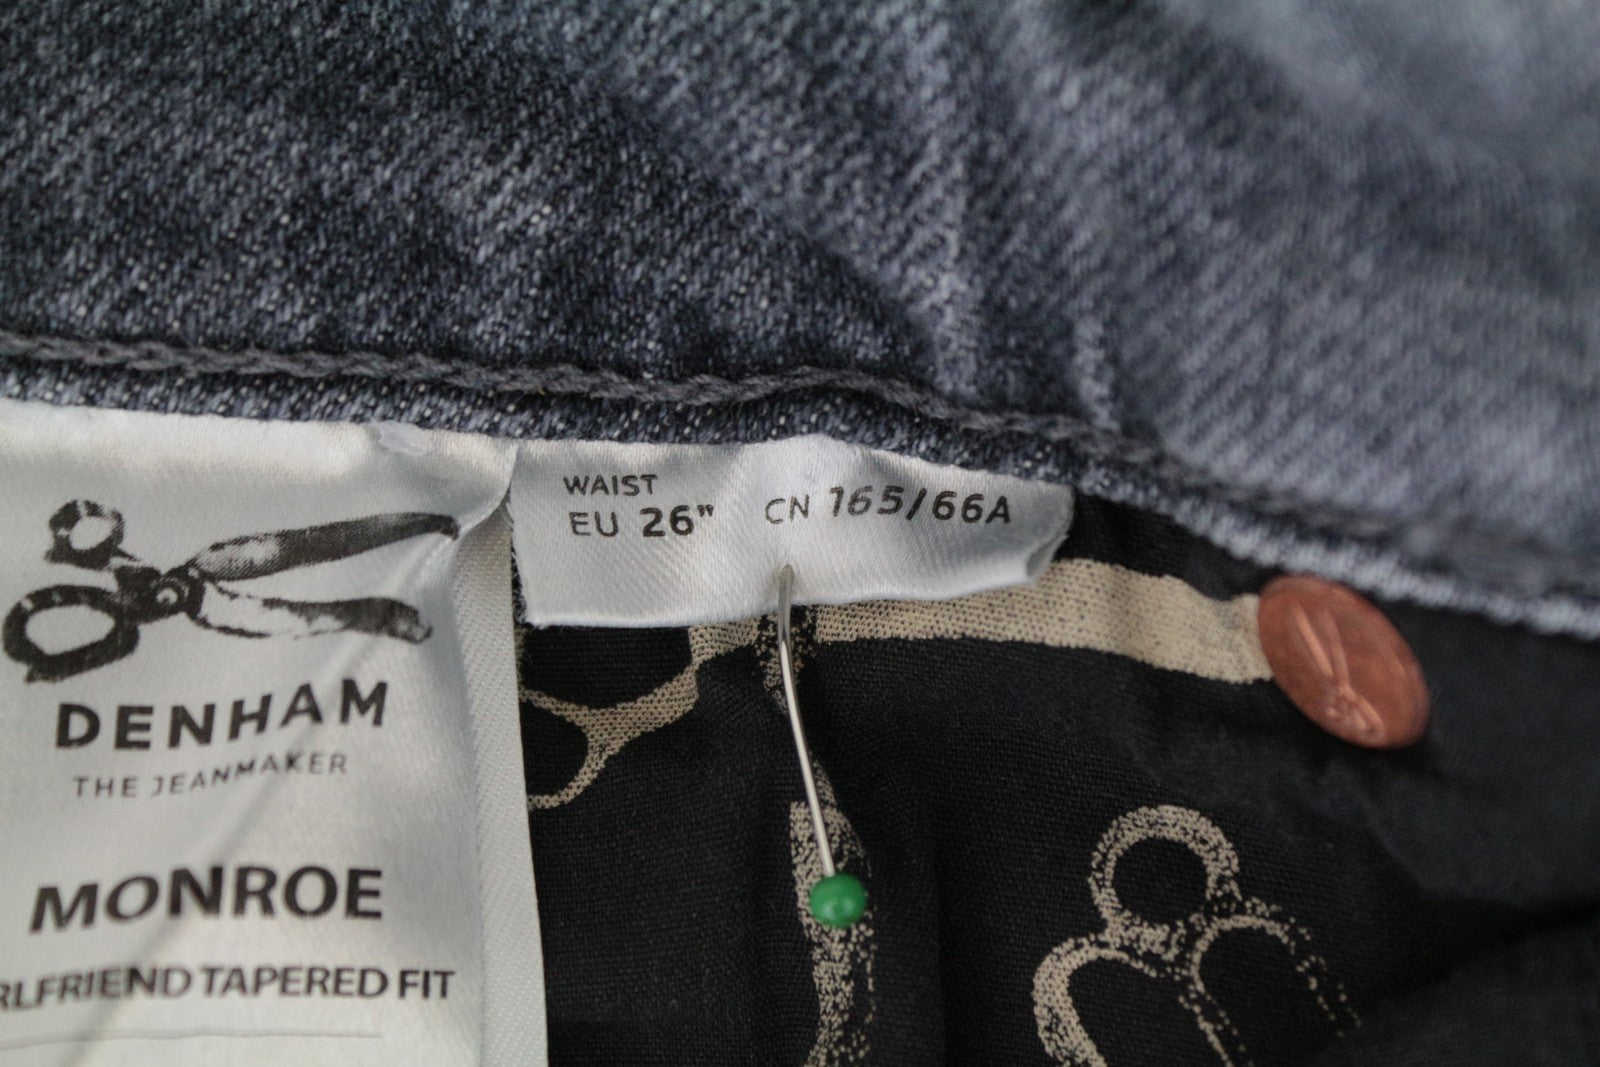 WAIST
EU 26" CN 165/66A
DENHAM
THE JEANMAKER
MONROE
RLFRIEND TAPERED FIT